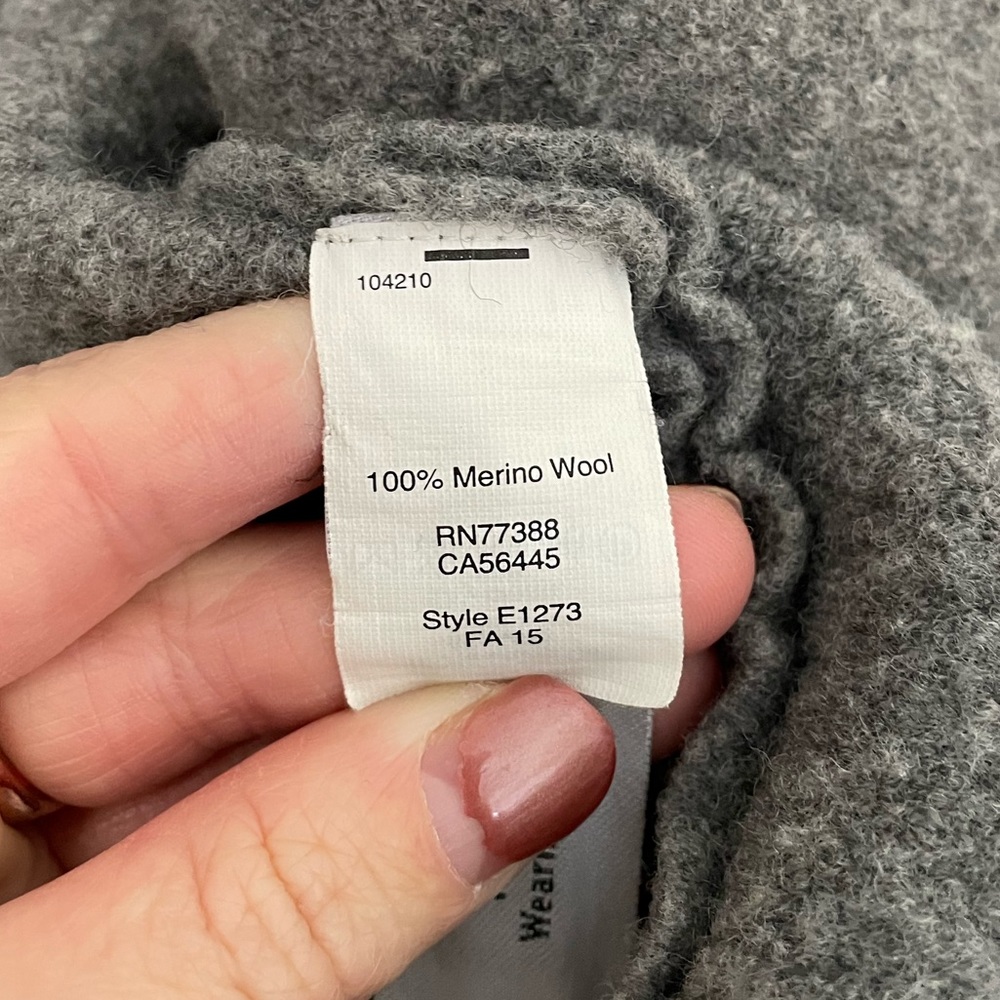 104210
100% Merino Wool
RN77388
CA56445
Style E1273
FA 15